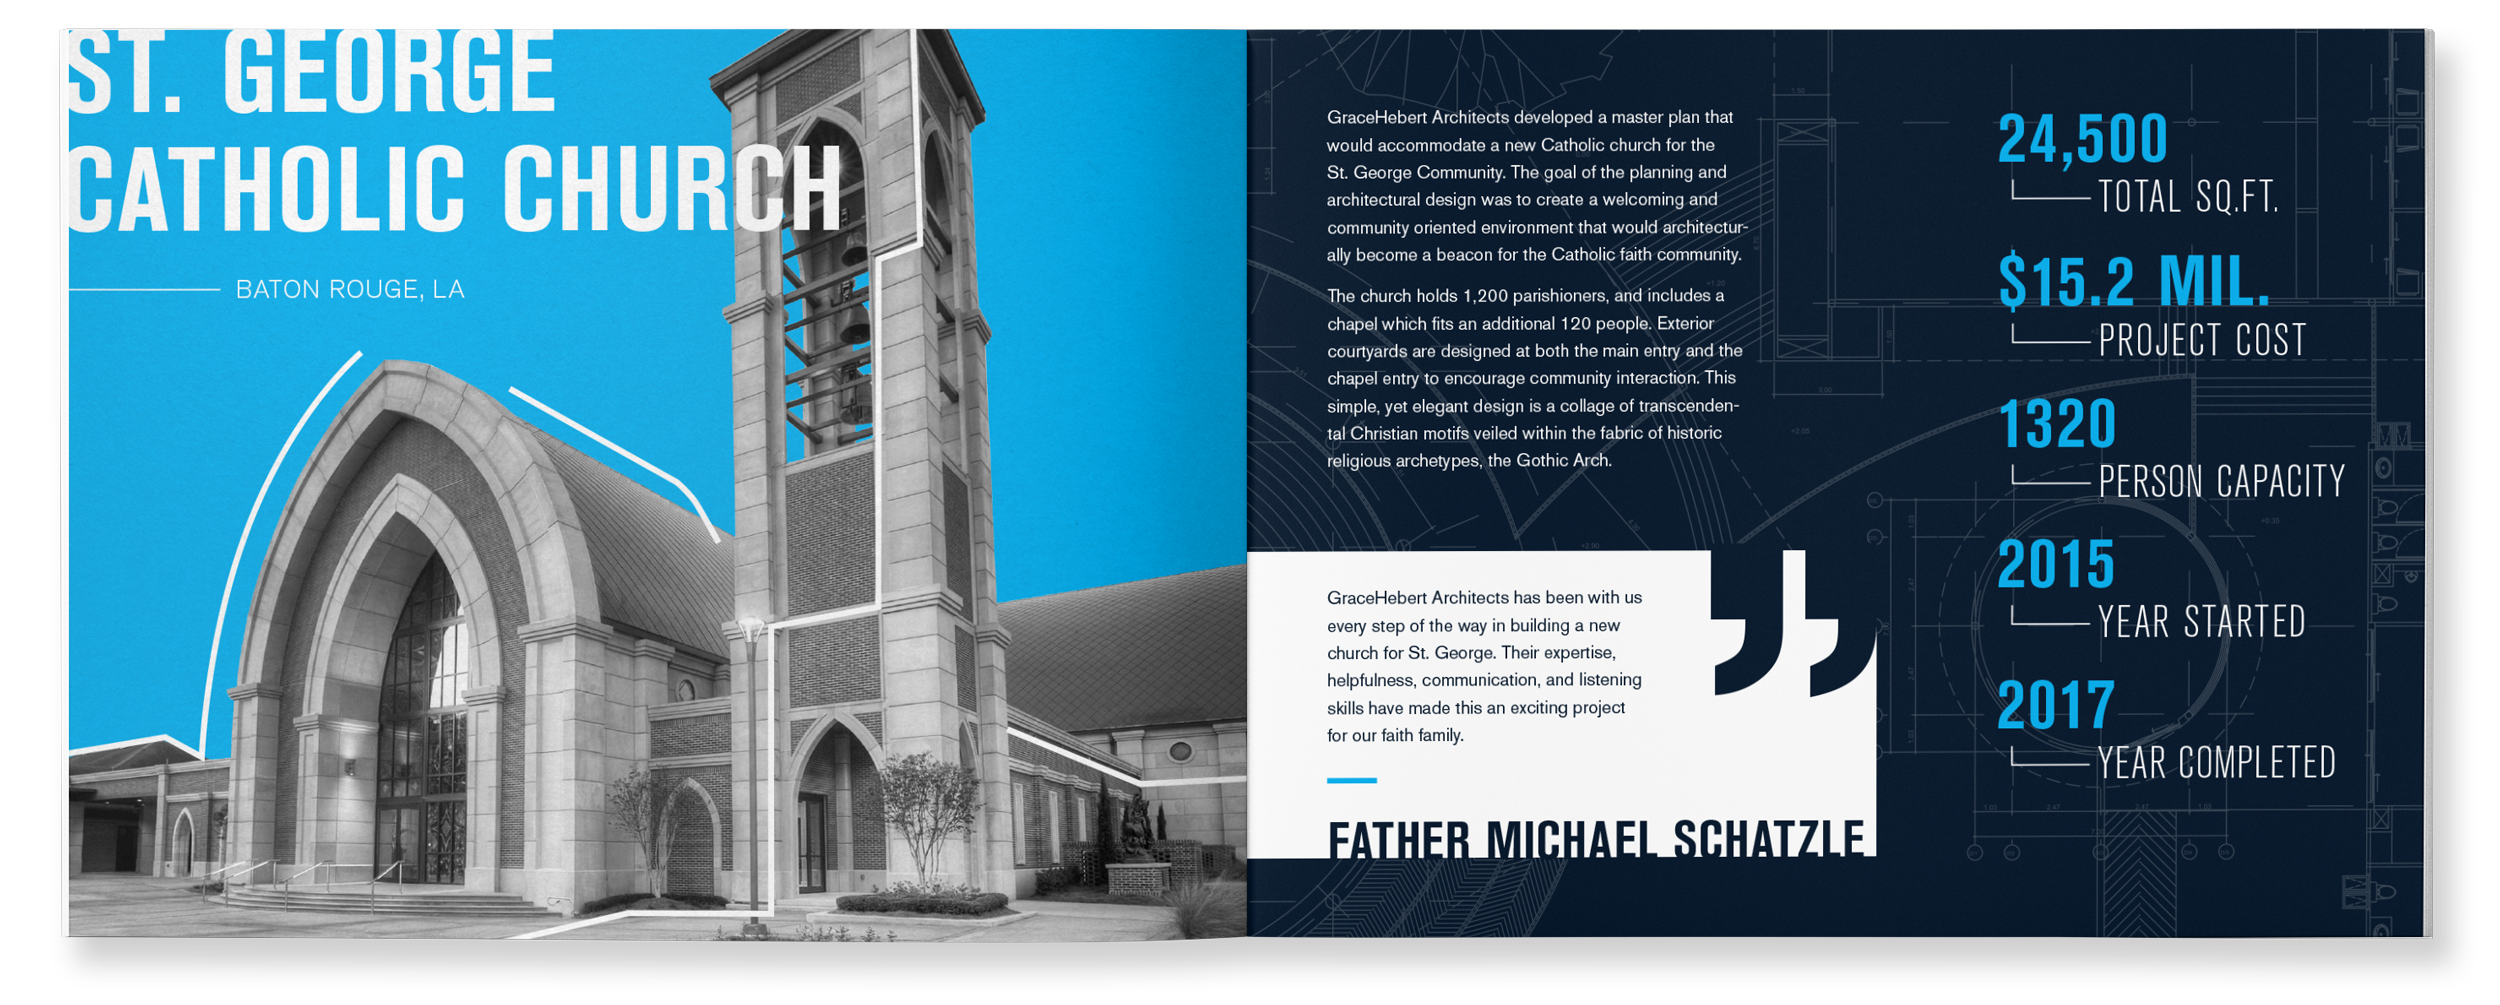 ST. GEORGE
CATHOLIC CHURCH
BATON ROUGE, LA
GraceHebert Architects developed a master plan that
would accommodate a new Catholic church for the
St. George Community. The goal of the planning and
architectural design was to create a welcoming and
community oriented environment that would architectur-
ally become a beacon for the Catholic faith community.
The church holds 1,200 parishioners, and includes a
chapel which fits an additional 120 people. Exterior
courtyards are designed at both the main entry and the
chapel entry to encourage community interaction. This
simple, yet elegant design is a collage of transcenden-
tal Christian motifs veiled within the fabric of historic
religious archetypes, the Gothic Arch.
GraceHebert Architects has been with us
every step of the way in building a new
church for St. George. Their expertise,
helpfulness, communication, and listening
skills have made this an exciting project
for our faith family.
”
FATHER MICHAEL SCHATZLE
24,500
TOTAL SQ.FT.
$15.2 MIL.
PROJECT COST
1320
PERSON CAPACITY
2015
YEAR STARTED
2017
YEAR COMPLETED